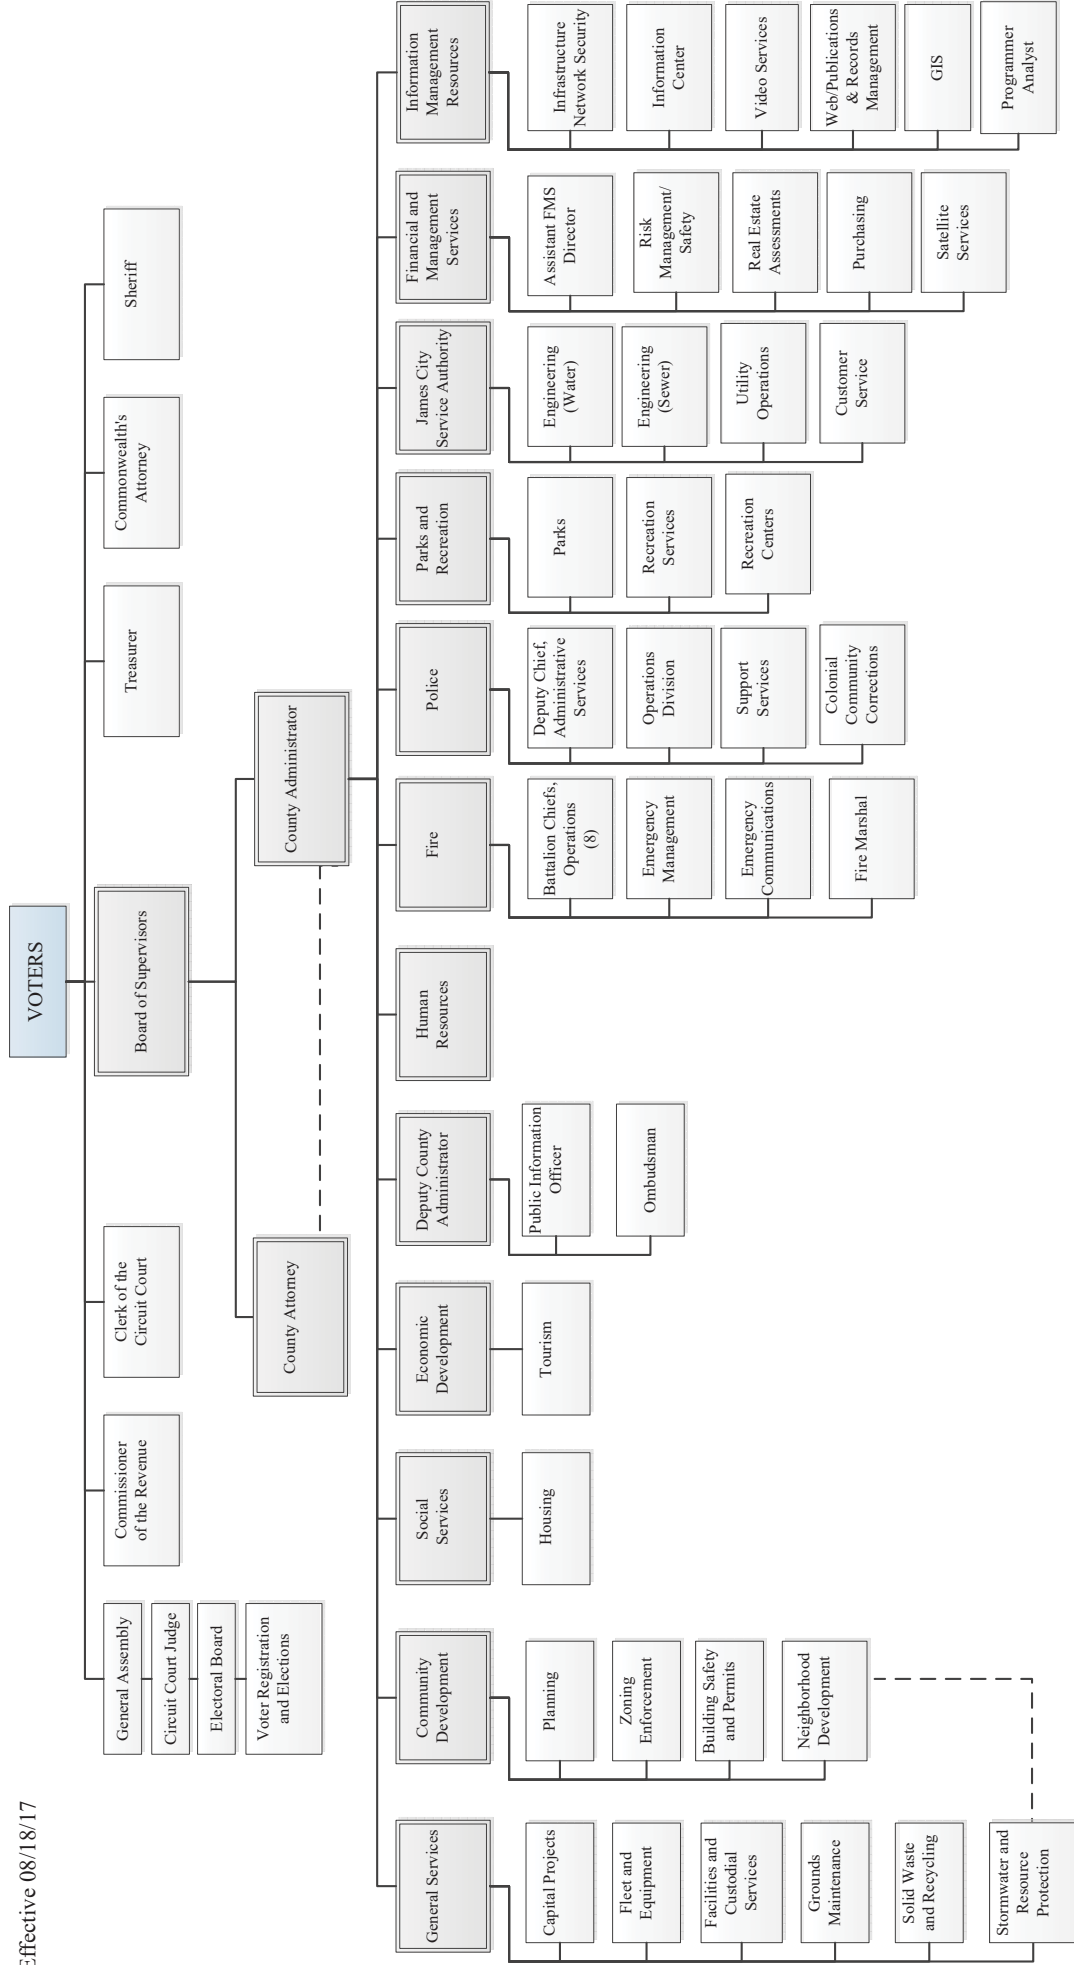 Effective 08/18/17
VOTERS
General Assembly
Circuit Court Judge
Electoral Board
Voter Registration
and Elections
Commissioner
of the Revenue
Clerk of the
Circuit Court
Board of Supervisors
Treasurer
Commonwealth's
Attorney
Sheriff
County Attorney
County Administrator
General Services
Capital Projects
Fleet and
Equipment
Facilities and
Custodial
Services
Grounds
Maintenance
Solid Waste
and Recycling
Stormwater and
Resource
Protection
Community
Development
Planning
Zoning
Enforcement
Building Safety
and Permits
Neighborhood
Development
Social
Services
Housing
Economic
Development
Tourism
Deputy County
Administrator
Public Information
Officer
Ombudsman
Human
Resources
Fire
Battalion Chiefs,
Operations
(8)
Emergency
Management
Emergency
Communications
Fire Marshal
Police
Deputy Chief,
Administrative
Services
Operations
Division
Support
Services
Colonial
Community
Corrections
Parks and
Recreation
Parks
Recreation
Services
Recreation
Centers
James City
Service Authority
Engineering
(Water)
Engineering
(Sewer)
Utility
Operations
Customer
Service
Financial and
Management
Services
Assistant FMS
Director
Risk
Management/
Safety
Real Estate
Assessments
Purchasing
Satellite
Services
Information
Management
Resources
Infrastructure
Network Security
Information
Center
Video Services
Web/Publications
& Records
Management
GIS
Programmer
Analyst